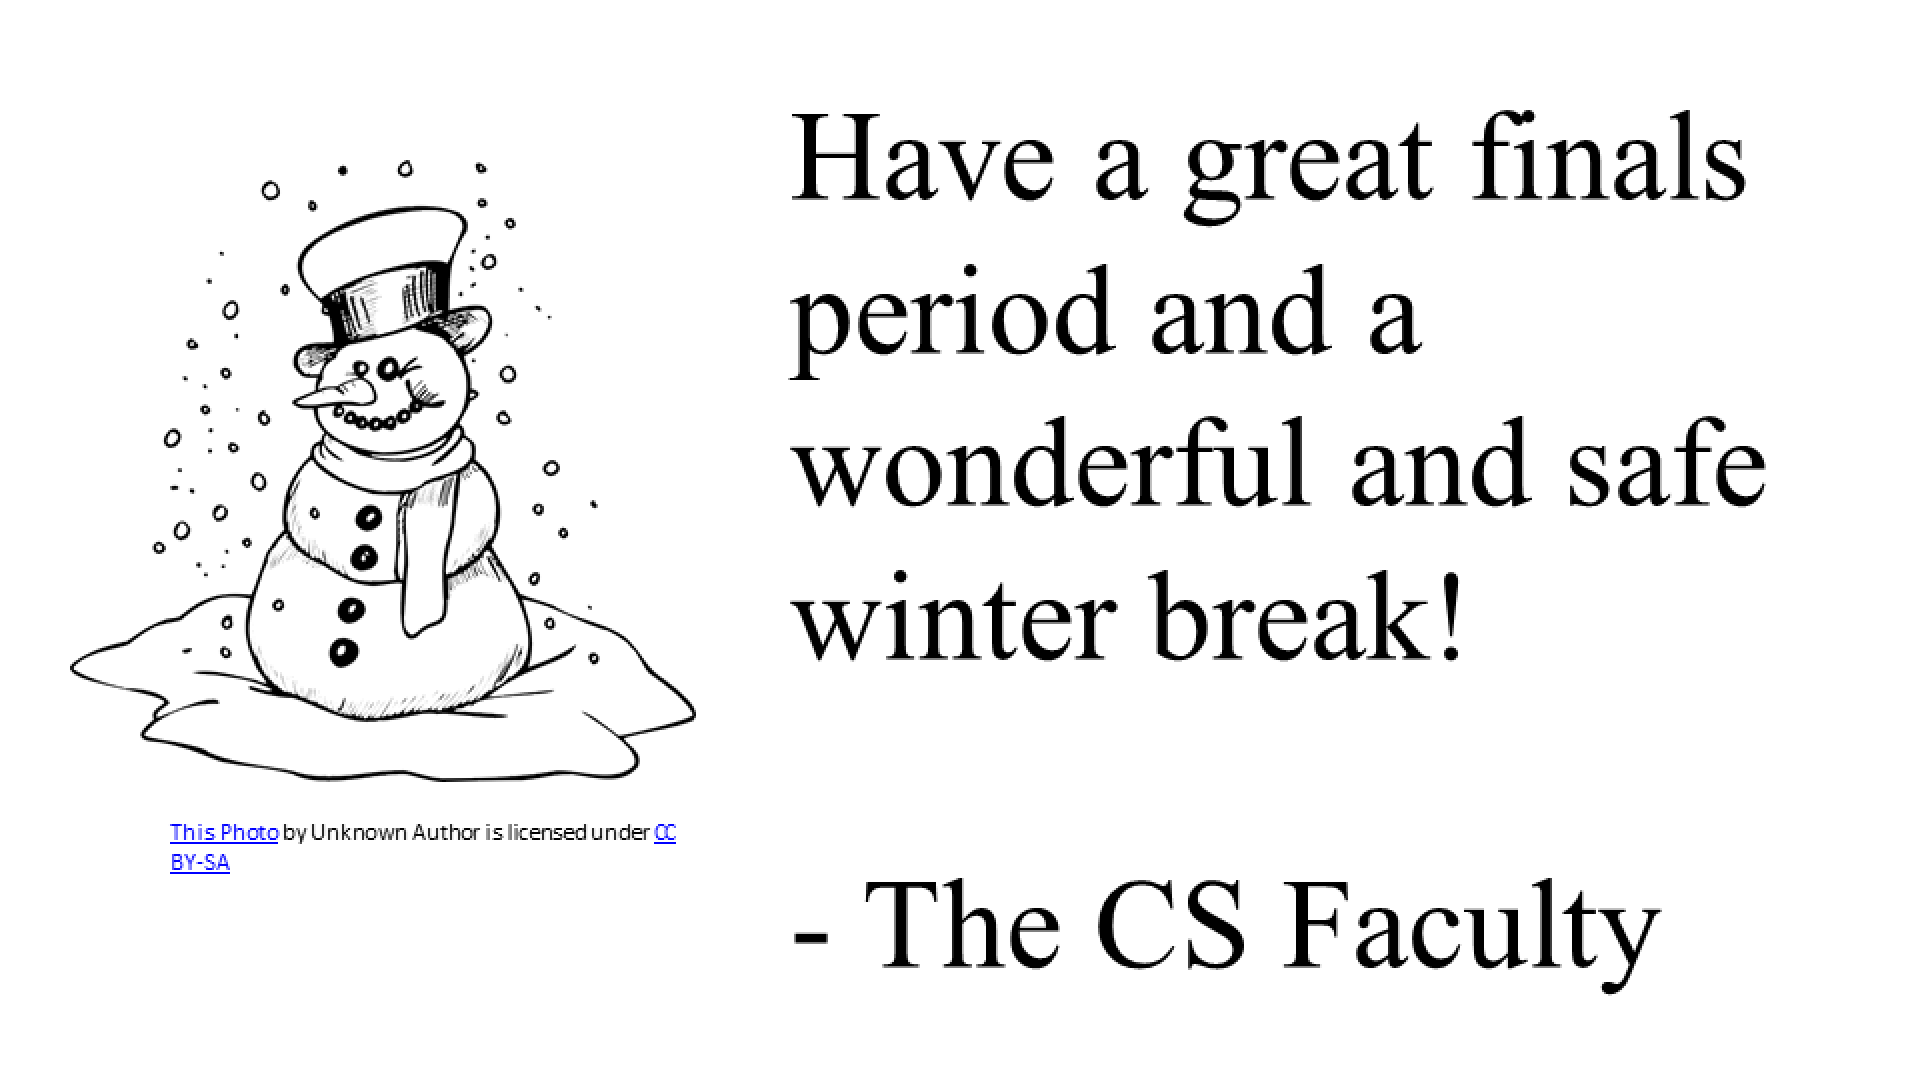 Have a great finals
period and a
wonderful and safe
winter break!
This Photo by Unknown Author is licensed under CC
BY-SA
- The CS Faculty